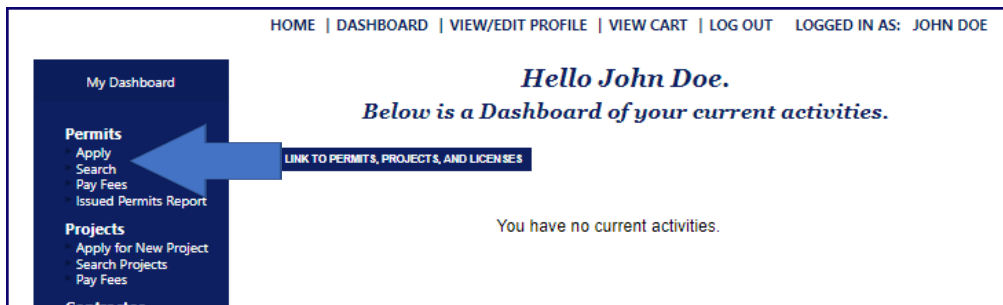 HOME | DASHBOARD | VIEW/EDIT PROFILE | VIEW CART | LOG OUT LOGGED IN AS: JOHN DOE
My Dashboard
Permits
Apply
Search
Pay Fees
Issued Permits Report
Projects
Apply for New Project
Search Projects
Pay Fees
Hello John Doe.
Below is a Dashboard of your current activities.
LINK TO PERMITS, PROJECTS, AND LICENSES
You have no current activities.